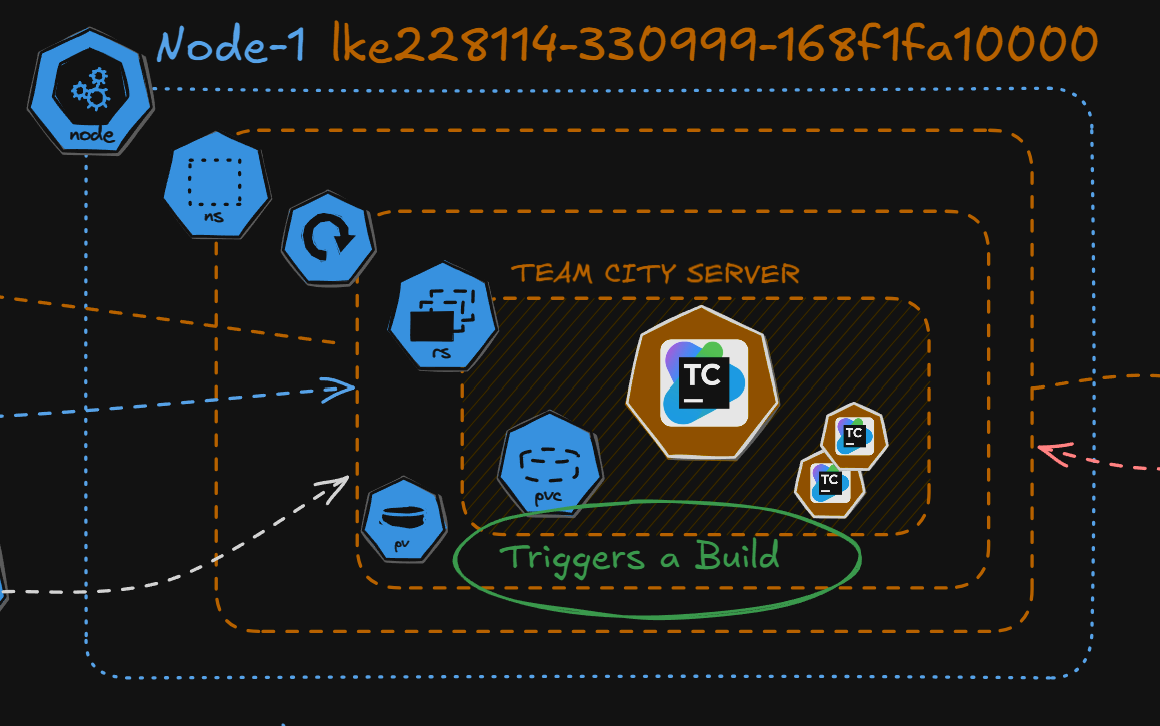 Node-1 lke228114-330999-168f1fa10000
node
ns
TEAM CITY SERVER
rs
TC
TC
TC
pvc
pv
Triggers a Build